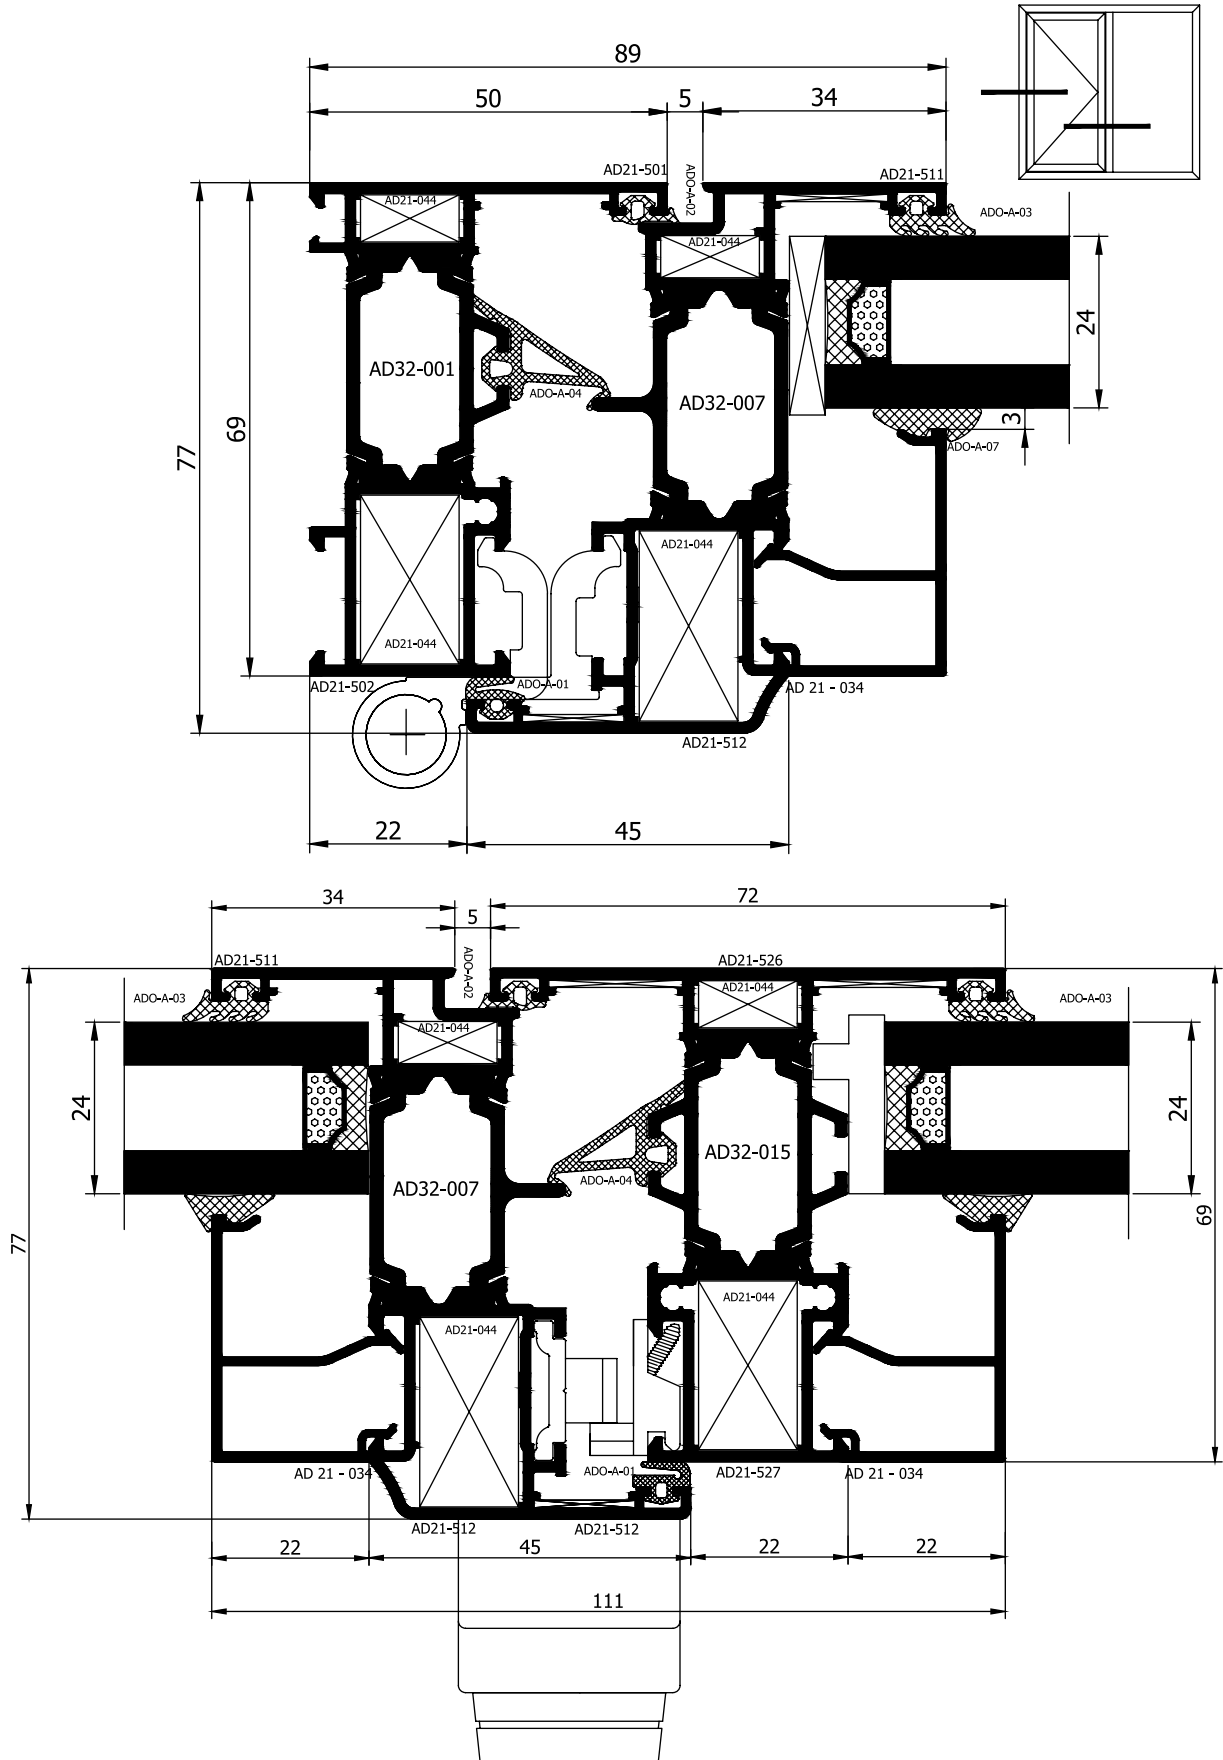 89
50
5
34
AD21-501
ADO-A-02
AD21-511
AD21-044
ADO-A-03
AD21-044
24
AD32-001
ADO-A-04
AD32-007
3
ADO-A-07
77
69
AD21-044
AD21-044
AD21-502
ADO-A-01
AD 21 - 034
AD21-512
22
45
34
5
72
AD21-511
ADO-A-02
AD21-526
ADO-A-03
AD21-044
ADO-A-03
AD21-044
24
24
AD32-015
ADO-A-04
AD32-007
77
69
AD21-044
AD21-044
AD 21 - 034
ADO-A-01
AD21-527
AD 21 - 034
AD21-512
AD21-512
22
45
22
22
111